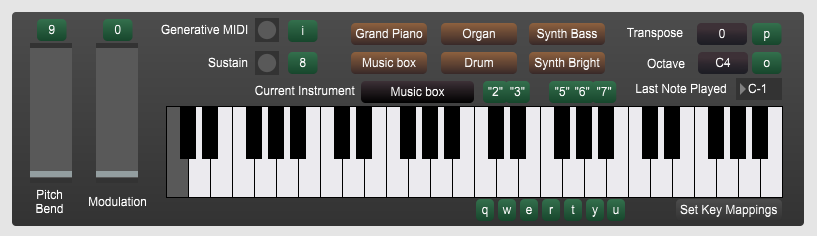 9 0 Generative MIDI i Grand Piano Organ Synth Bass Transpose 0 p
Sustain 8 Music box Drum Synth Bright Octave C4 o
Current Instrument Music box "2" "3" "5" "6" "7" Last Note Played C-1
Pitch
Bend
Modulation
q w e r t y u Set Key Mappings